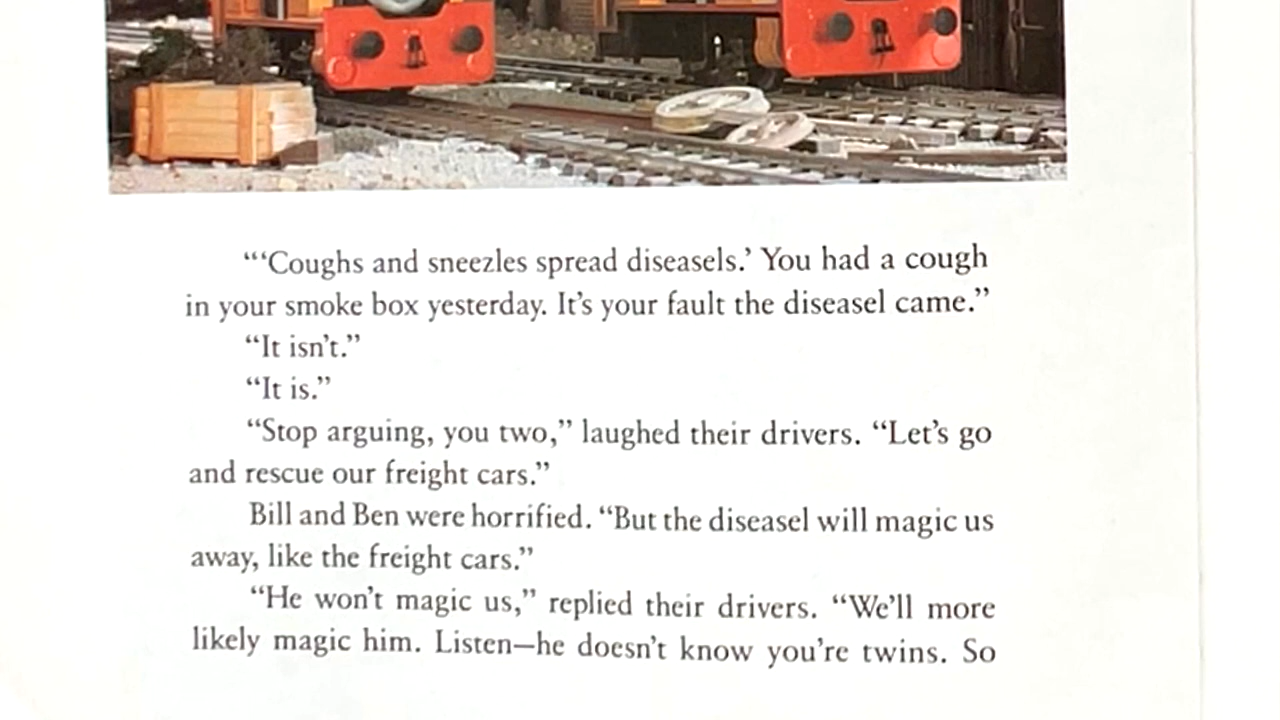 “‘Coughs and sneezles spread diseasels.’ You had a cough
in your smoke box yesterday. It’s your fault the diseasel came.”
“It isn’t.”
“It is.”
“Stop arguing, you two,” laughed their drivers. “Let’s go
and rescue our freight cars.”
Bill and Ben were horrified. “But the diseasel will magic us
away, like the freight cars.”
“He won’t magic us,” replied their drivers. “We’ll more
likely magic him. Listen—he doesn’t know you’re twins. So